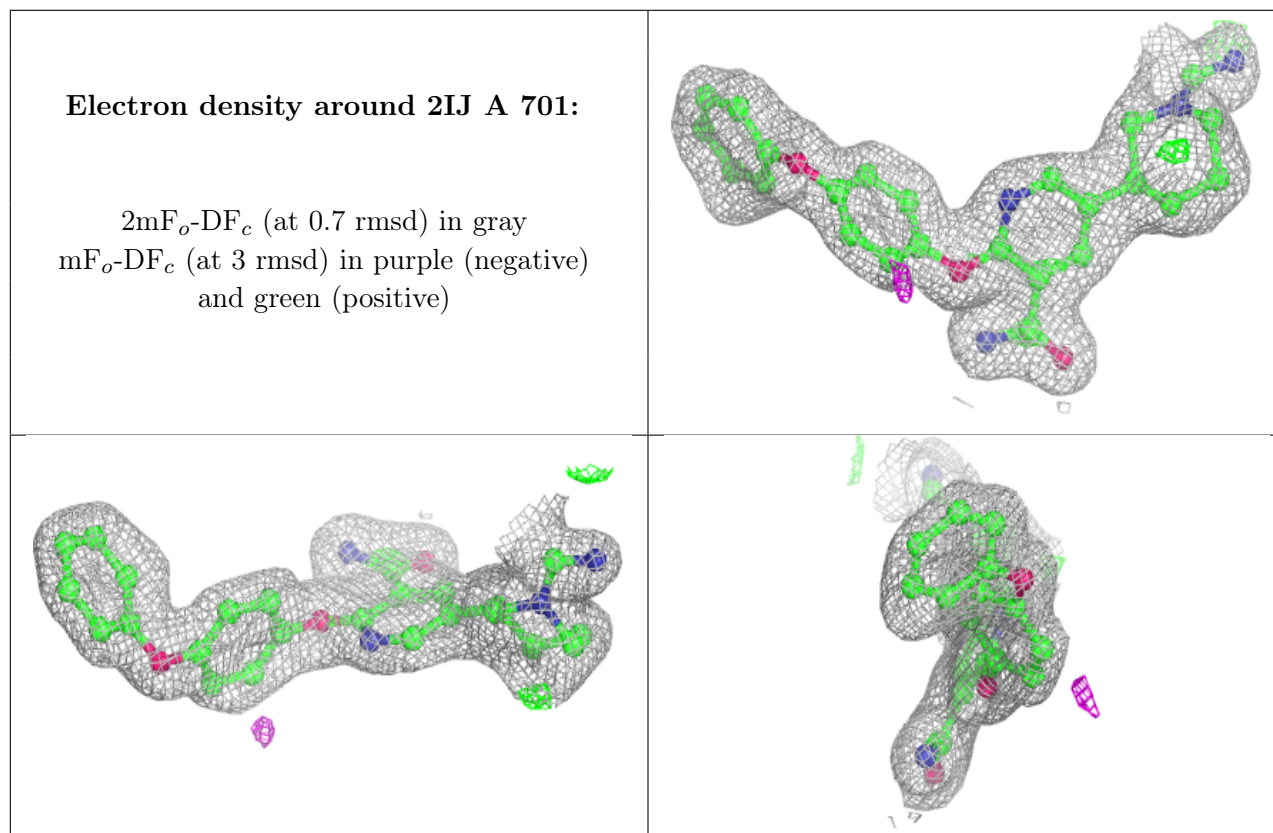 Electron density around 2IJ A 701:
2mFo-DFc (at 0.7 rmsd) in gray
mFo-DFc (at 3 rmsd) in purple (negative)
and green (positive)